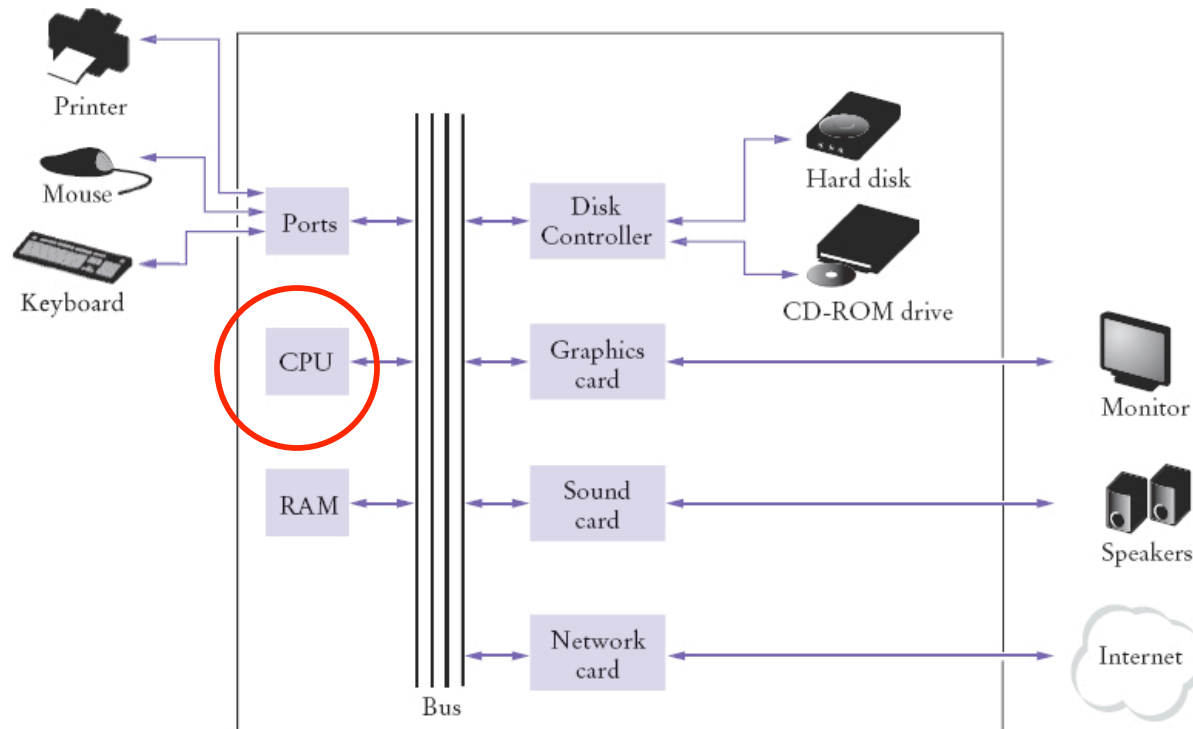 Printer
Mouse
Keyboard
Ports
CPU
RAM
Bus
Disk
Controller
Graphics
card
Sound
card
Network
card
Hard disk
CD-ROM drive
Monitor
Speakers
Internet